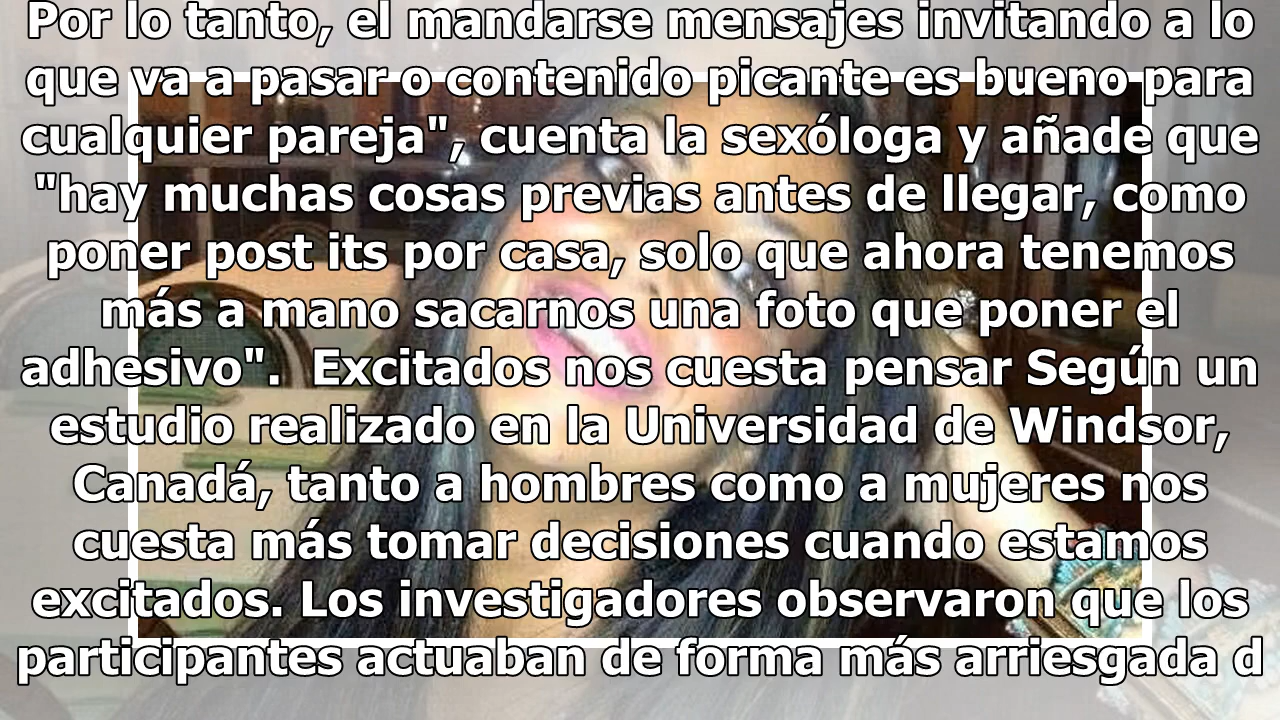 Por lo tanto, el mandarse mensajes invitando a lo
que va a pasar o contenido picante es bueno para
cualquier pareja", cuenta la sexóloga y añade que
"hay muchas cosas previas antes de llegar, como
poner post its por casa, solo que ahora tenemos
más a mano sacarnos una foto que poner el
adhesivo".  Excitados nos cuesta pensar Según un
estudio realizado en la Universidad de Windsor,
Canadá, tanto a hombres como a mujeres nos
cuesta más tomar decisiones cuando estamos
excitados. Los investigadores observaron que los
participantes actuaban de forma más arriesgada d